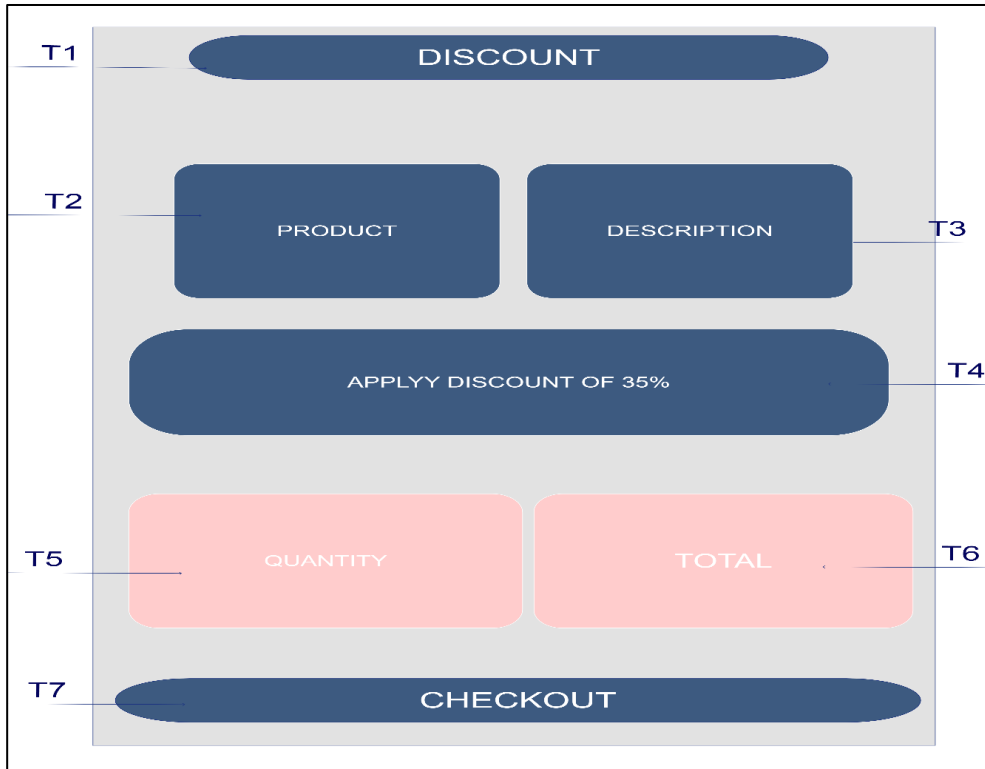 T1
DISCOUNT
T2
PRODUCT
DESCRIPTION
T3
APPLYY DISCOUNT OF 35%
T4
T5
QUANTITY
TOTAL
T6
T7
CHECKOUT